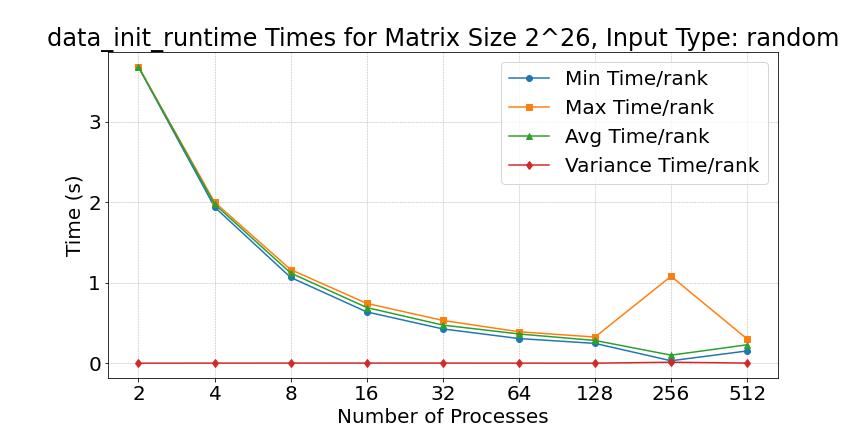 data_init_runtime Times for Matrix Size 2^26, Input Type: random
Min Time/rank
Max Time/rank
Avg Time/rank
Variance Time/rank
Time (s)
3
2
1
0
2 4 8 16 32 64 128 256 512
Number of Processes